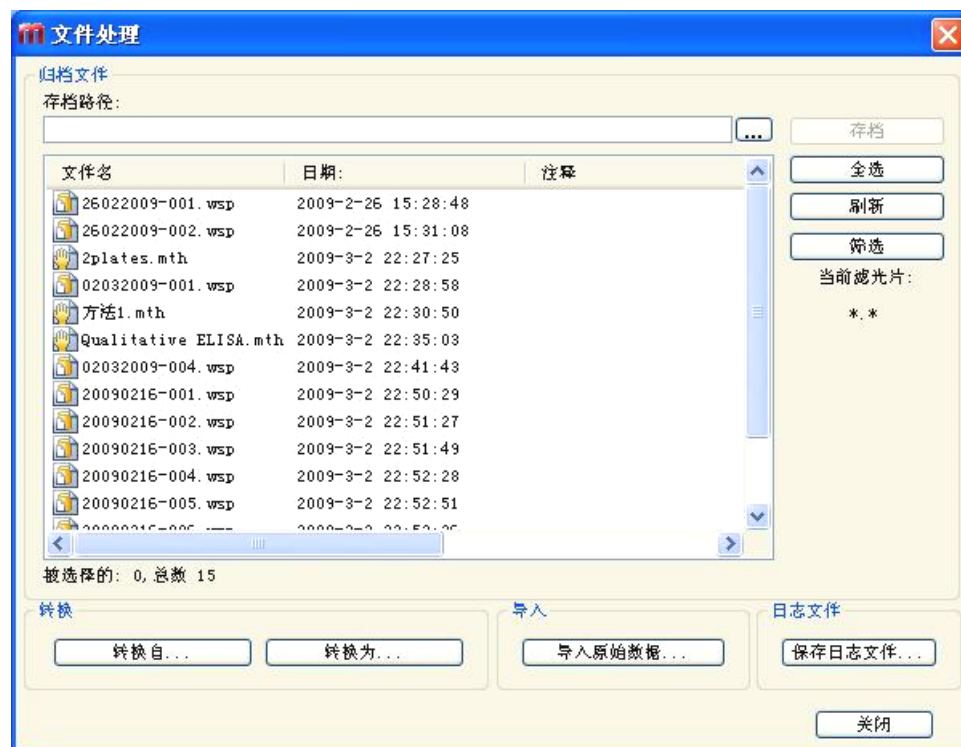 文件处理
归档文件
存档路径:
...
存档
文件名 日期: 注释
全选
刷新
筛选
当前滤光片:
*.*
26022009-001.wsp 2009-2-26 15:28:48
26022009-002.wsp 2009-2-26 15:31:08
2plates.mth 2009-3-2 22:27:25
02032009-001.wsp 2009-3-2 22:28:58
方法1.mth 2009-3-2 22:30:50
Qualitative ELISA.mth 2009-3-2 22:35:03
02032009-004.wsp 2009-3-2 22:41:43
20090216-001.wsp 2009-3-2 22:50:29
20090216-002.wsp 2009-3-2 22:51:27
20090216-003.wsp 2009-3-2 22:51:49
20090216-004.wsp 2009-3-2 22:52:28
20090216-005.wsp 2009-3-2 22:52:51
被选择的: 0,总数 15
转换
转换自...
转换为...
导入
导入原始数据...
日志文件
保存日志文件...
关闭